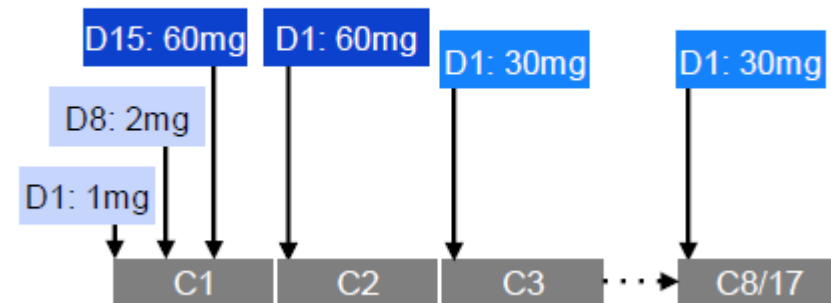 D15: 60mg
D1: 60mg
D1: 30mg
D1: 30mg
D8: 2mg
D1: 1mg
C1
C2
C3
C8/17